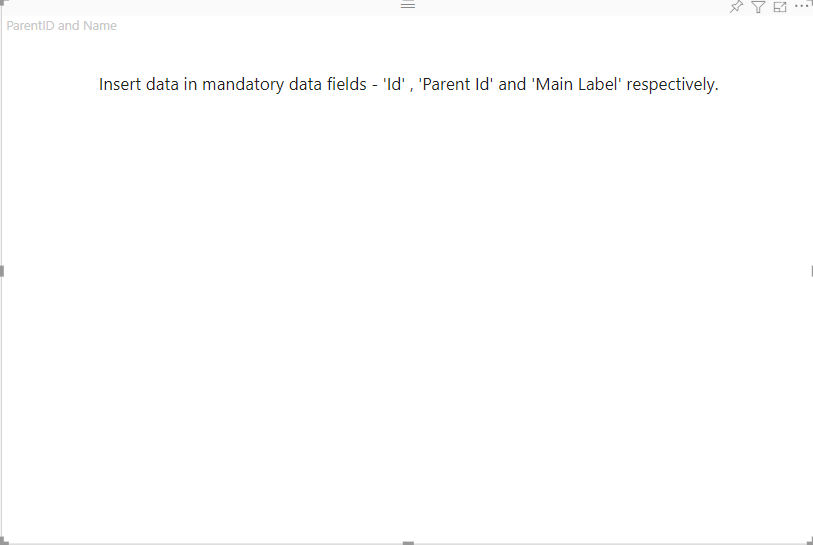 ParentID and Name
Insert data in mandatory data fields - 'Id' , 'Parent Id' and 'Main Label' respectively.